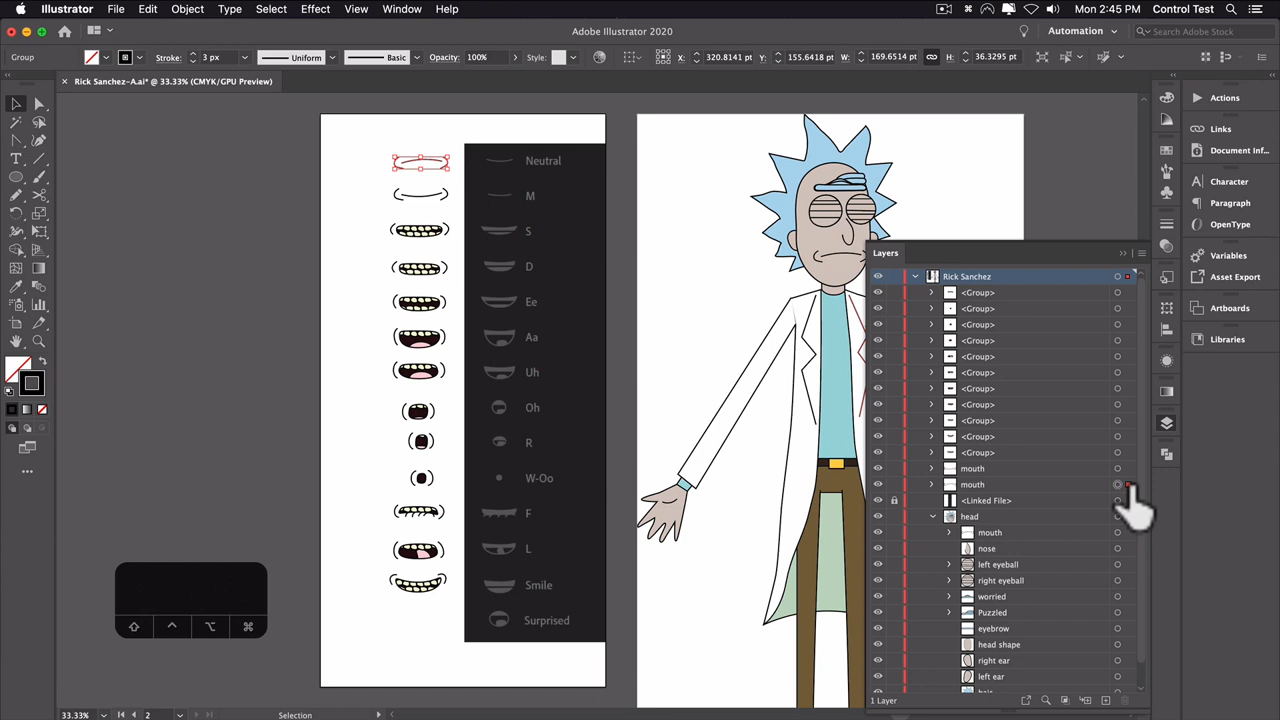 Illustrator File Edit Object Type Select Effect View Window Help Mon 2:45 PM Control Test
Adobe Illustrator 2020 Automation Search Adobe Stock
Group Stroke: 3 px Uniform Basic Opacity: 100% Style: X: 320.8141 pt Y: 155.6418 pt W: 169.6514 pt H: 36.3295 pt
× Rick Sanchez-A.ai* @ 33.33% (CMYK/GPU Preview)
Actions
Links
Document Inf...
Character
Paragraph
OpenType
Variables
Asset Export
Artboards
Libraries
Neutral
M
S
D
Ee
Aa
Uh
Oh
R
W-Oo
F
L
Smile
Surprised
Layers
Rick Sanchez
<Group>
<Group>
<Group>
<Group>
<Group>
<Group>
<Group>
<Group>
<Group>
<Group>
<Group>
mouth
mouth
<Linked File>
head
mouth
nose
left eyeball
right eyeball
worried
Puzzled
eyebrow
head shape
right ear
left ear
hair
1 Layer
33.33% 2 Selection